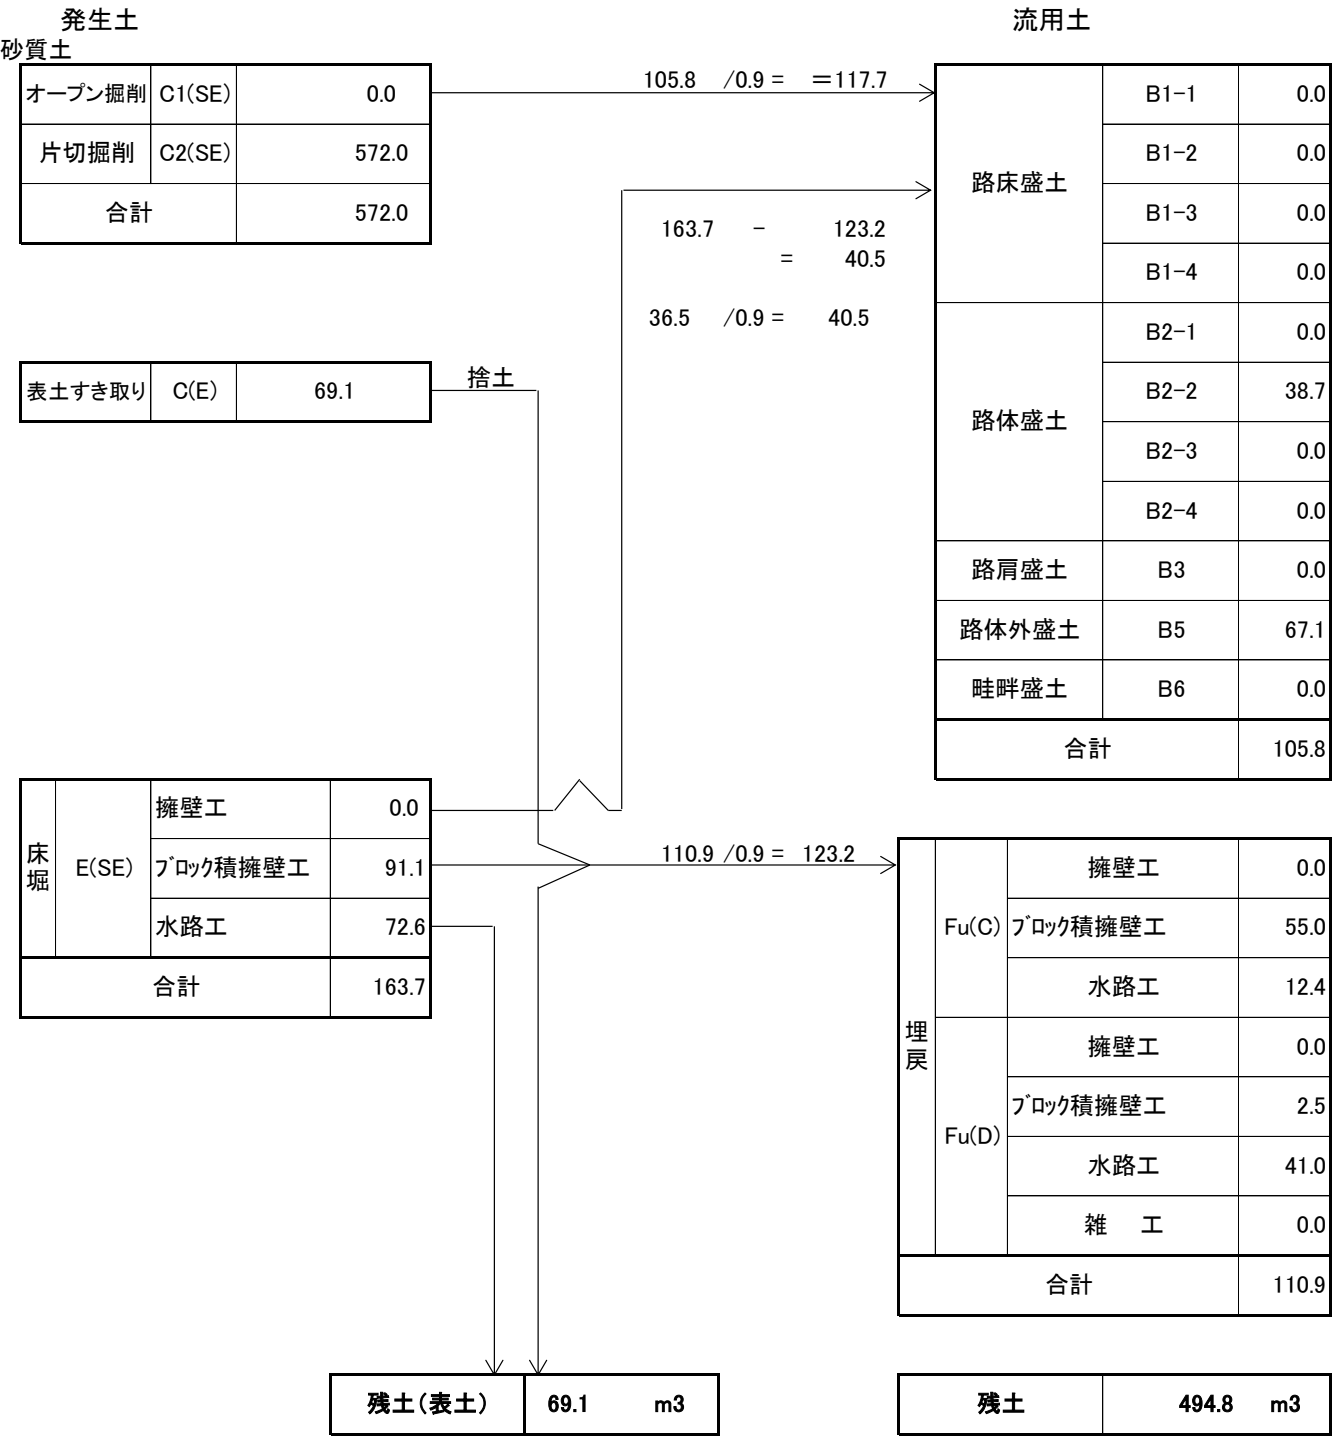 発生土
流用土
砂質土
オープン掘削 C1(SE) 0.0
片切掘削 C2(SE) 572.0
合計 572.0
105.8 /0.9 = ＝117.7
163.7 － 123.2
= 40.5
36.5 /0.9 = 40.5
表土すき取り C(E) 69.1
捨土
路床盛土
B1-1 0.0
B1-2 0.0
B1-3 0.0
B1-4 0.0
路体盛土
B2-1 0.0
B2-2 38.7
B2-3 0.0
B2-4 0.0
路肩盛土 B3 0.0
路体外盛土 B5 67.1
畦畔盛土 B6 0.0
合計 105.8
床堀
E(SE)
擁壁工 0.0
ﾌﾞﾛｯｸ積擁壁工 91.1
水路工 72.6
合計 163.7
110.9 /0.9 = 123.2
埋戻
Fu(C)
擁壁工 0.0
ﾌﾞﾛｯｸ積擁壁工 55.0
水路工 12.4
Fu(D)
擁壁工 0.0
ﾌﾞﾛｯｸ積擁壁工 2.5
水路工 41.0
雑　工 0.0
合計 110.9
残土（表土） 69.1 m3
残土 494.8 m3